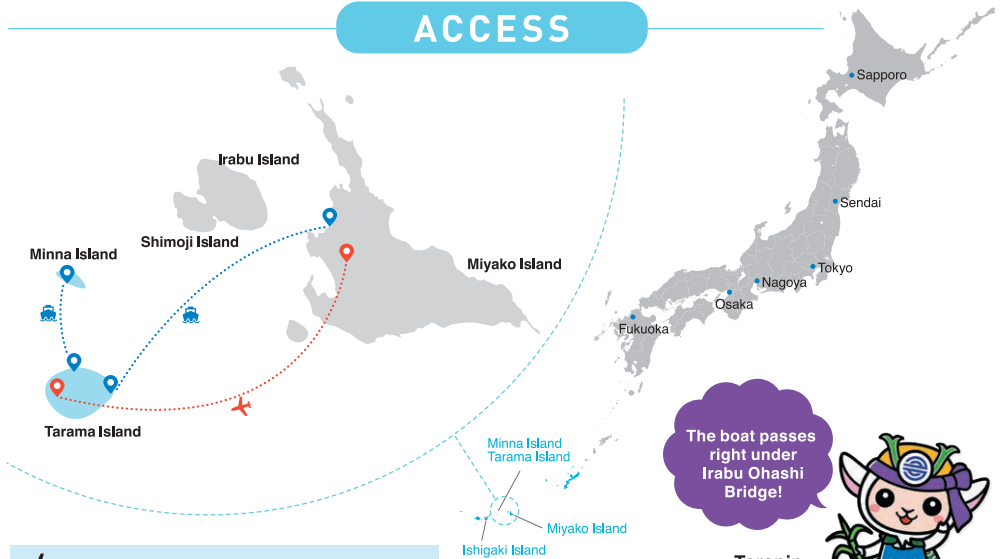 ACCESS
Irabu Island
Shimoji Island
Minna Island
Miyako Island
Tarama Island
Sapporo
Sendai
Tokyo
Nagoya
Osaka
Fukuoka
Minna Island
Tarama Island
Miyako Island
Ishigaki Island
The boat passes
right under
Irabu Ohashi
Bridge!